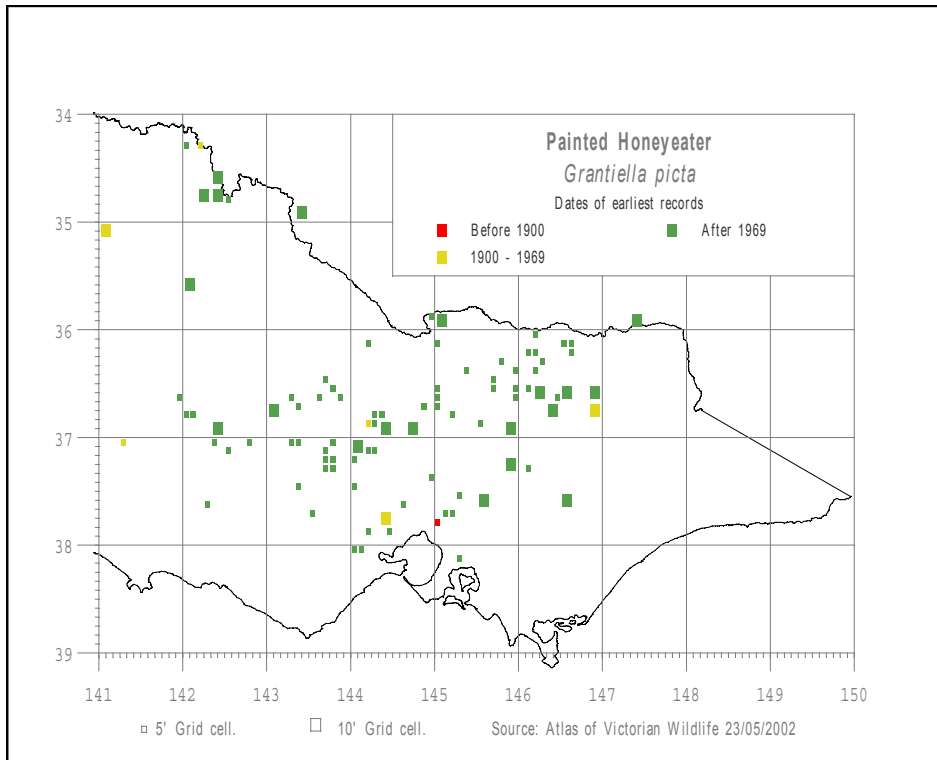 34
Painted Honeyeater
Grantiella picta
Dates of earliest records
Before 1900
After 1969
1900 - 1969
35
36
37
38
39
141 142 143 144 145 146 147 148 149 150
5' Grid cell.
10' Grid cell.
Source: Atlas of Victorian Wildlife 23/05/2002